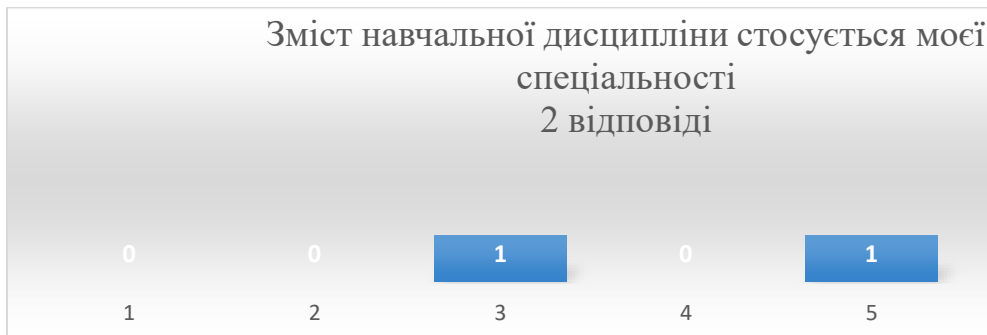 Зміст навчальної дисципліни стосується моєї
спеціальності
2 відповіді
0 0 1 0 1
1 2 3 4 5